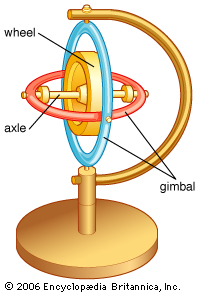 wheel
axle
gimbal
© 2006 Encyclopædia Britannica, Inc.